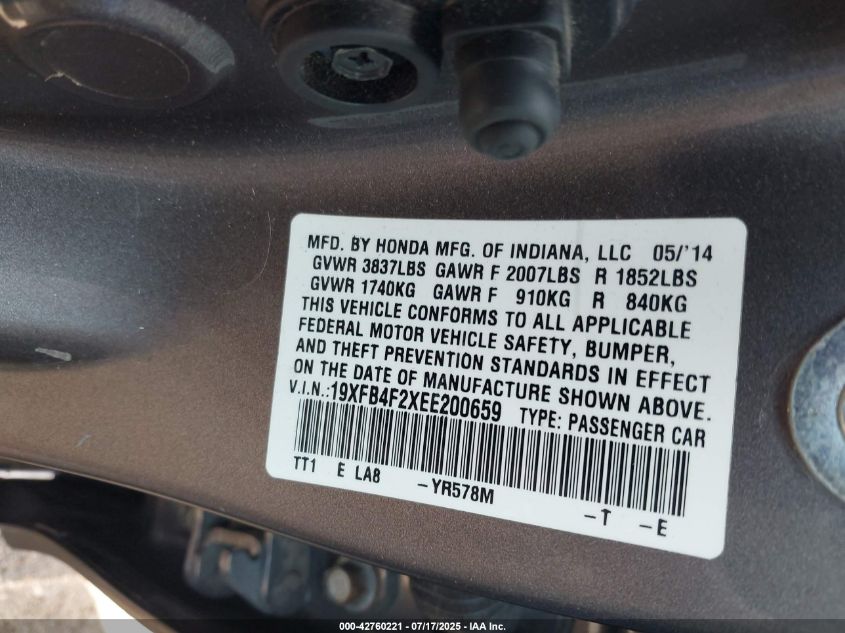 MFD. BY HONDA MFG. OF INDIANA, LLC 05/'14
GVWR 3837LBS GAWR F 2007LBS R 1852LBS
GVWR 1740KG GAWR F 910KG R 840KG
THIS VEHICLE CONFORMS TO ALL APPLICABLE
FEDERAL MOTOR VEHICLE SAFETY, BUMPER,
AND THEFT PREVENTION STANDARDS IN EFFECT
ON THE DATE OF MANUFACTURE SHOWN ABOVE.
V.I.N.:19XFB4F2XEE200659 TYPE: PASSENGER CAR
TT1 E LA8 -YR578M -T -E
000-42760221 - 07/17/2025 - IAA Inc.